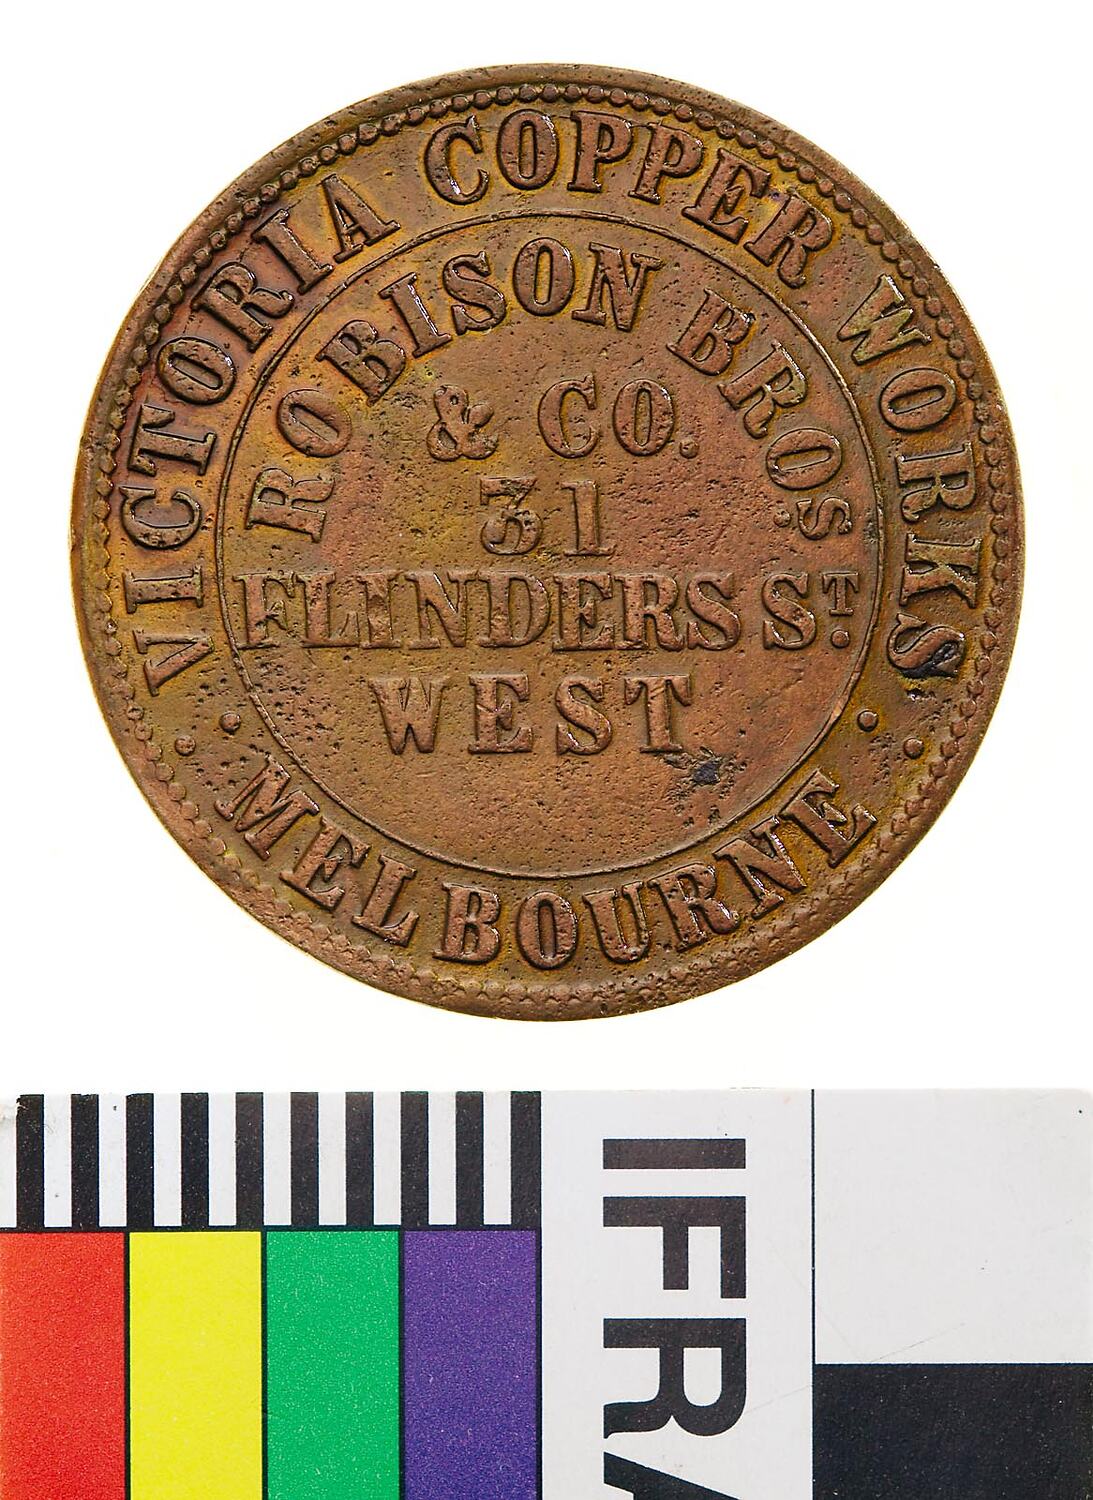 VICTORIA COPPER WORKS
ROBISON BROS
& CO.
31
FLINDERS ST.
WEST
MELBOURNE
IFRA